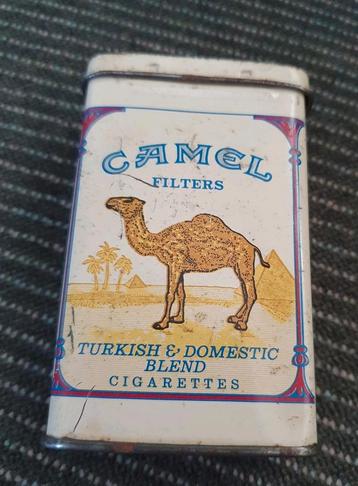 CAMEL
FILTERS
TURKISH & DOMESTIC
BLEND
CIGARETTES